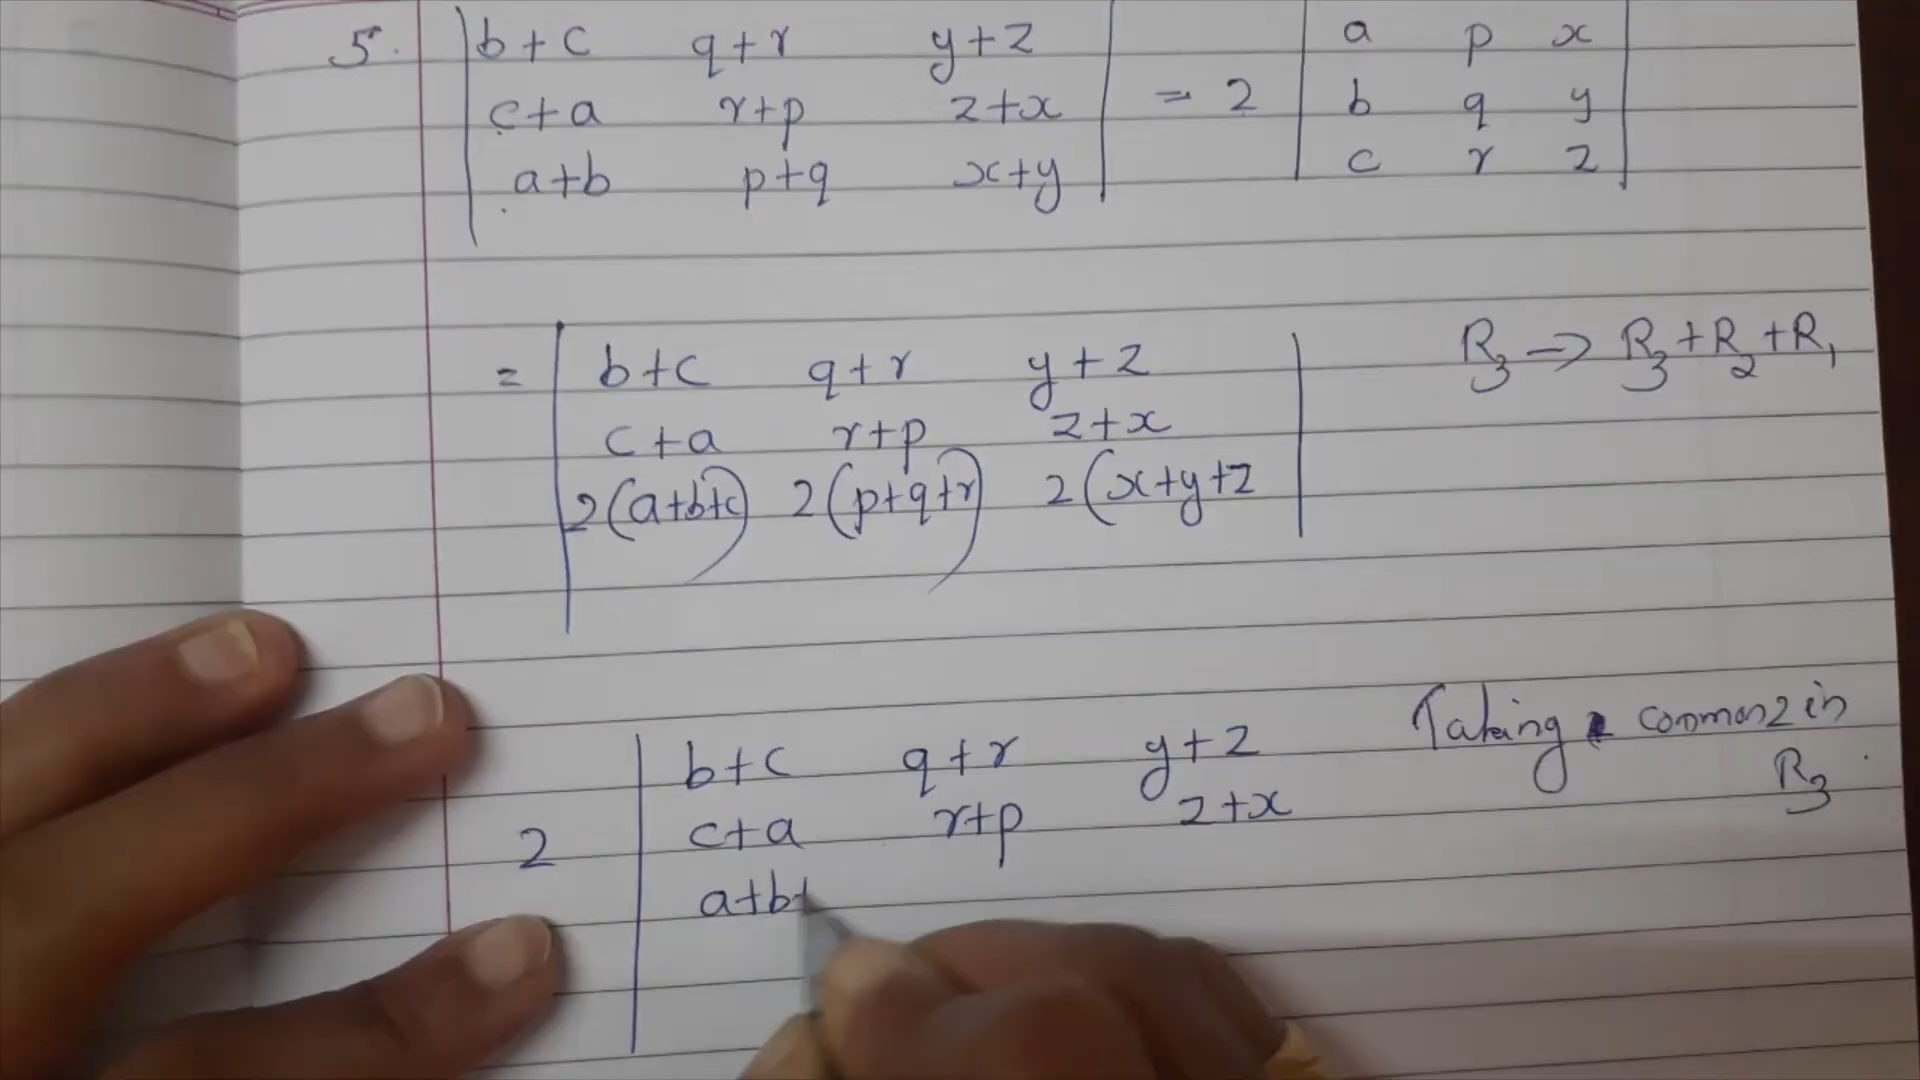 5. | b+c q+r y+z | = 2 | a p x |
| c+a r+p z+x | | b q y |
| a+b p+q x+y | | c r z |
= | b+c q+r y+z | R3 → R3+R2+R1
| c+a r+p z+x |
| 2(a+b+c) 2(p+q+r) 2(x+y+z |
2 | b+c q+r y+z Taking common 2 in
| c+a r+p z+x R3.
| a+b+